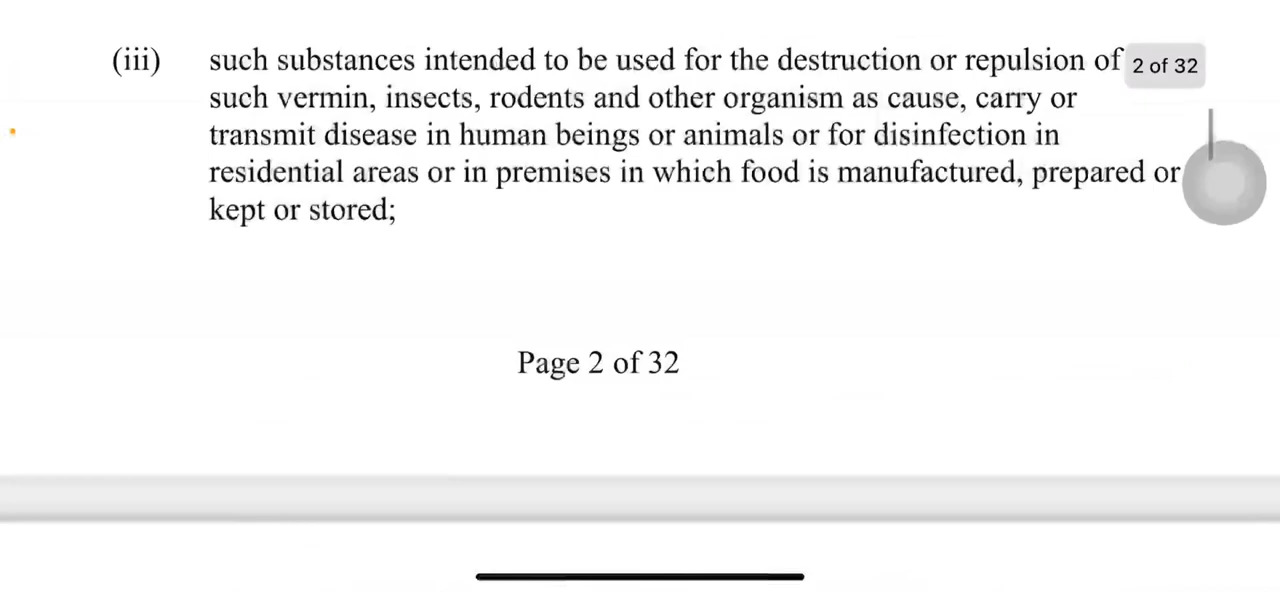 (iii) such substances intended to be used for the destruction or repulsion of
2 of 32
such vermin, insects, rodents and other organism as cause, carry or
transmit disease in human beings or animals or for disinfection in
residential areas or in premises in which food is manufactured, prepared or
kept or stored;
Page 2 of 32